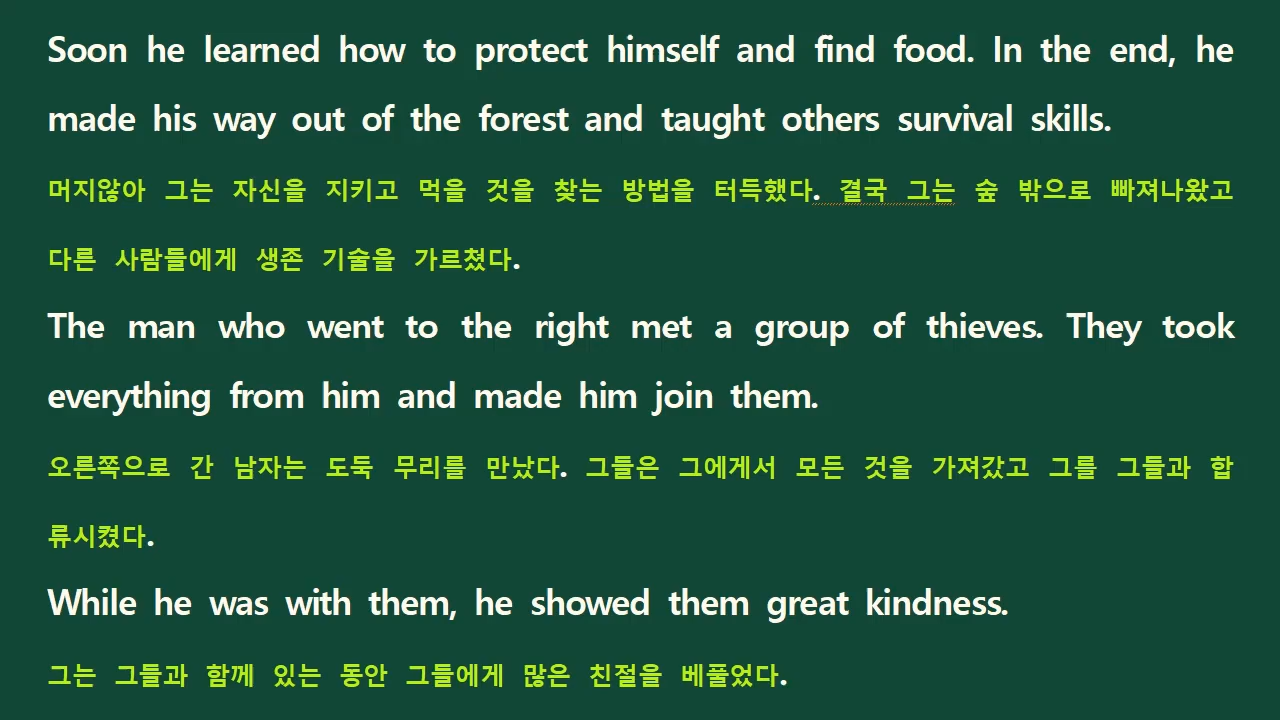 Soon he learned how to protect himself and find food. In the end, he
made his way out of the forest and taught others survival skills.
머지않아 그는 자신을 지키고 먹을 것을 찾는 방법을 터득했다. 결국 그는 숲 밖으로 빠져나왔고
다른 사람들에게 생존 기술을 가르쳤다.
The man who went to the right met a group of thieves. They took
everything from him and made him join them.
오른쪽으로 간 남자는 도둑 무리를 만났다. 그들은 그에게서 모든 것을 가져갔고 그를 그들과 합
류시켰다.
While he was with them, he showed them great kindness.
그는 그들과 함께 있는 동안 그들에게 많은 친절을 베풀었다.